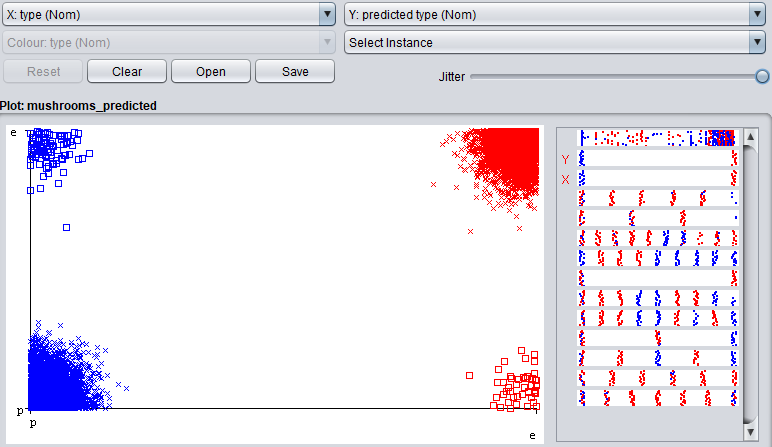 X: type (Nom)
Y: predicted type (Nom)
Colour: type (Nom)
Select Instance
Reset
Clear
Open
Save
Jitter
Plot: mushrooms_predicted
e
Y
X
p
p
e